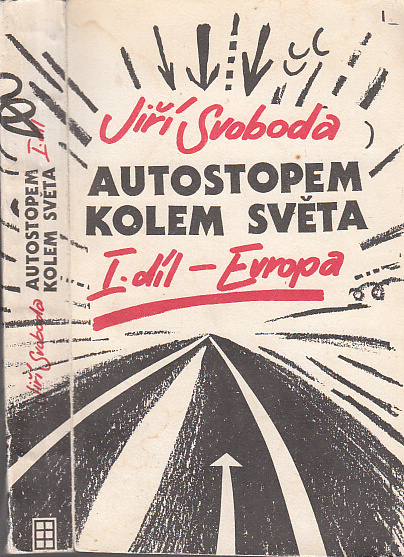 Jiří Svoboda
AUTOSTOPEM
KOLEM SVĚTA
I. díl – Evropa
Jiří Svoboda
AUTOSTOPEM
KOLEM SVĚTA
I. díl